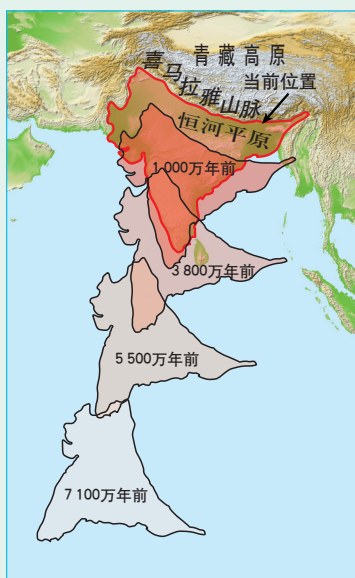 青藏高原
喜马拉雅山脉
当前位置
恒河平原
1 000万年前
3 800万年前
5 500万年前
7 100万年前